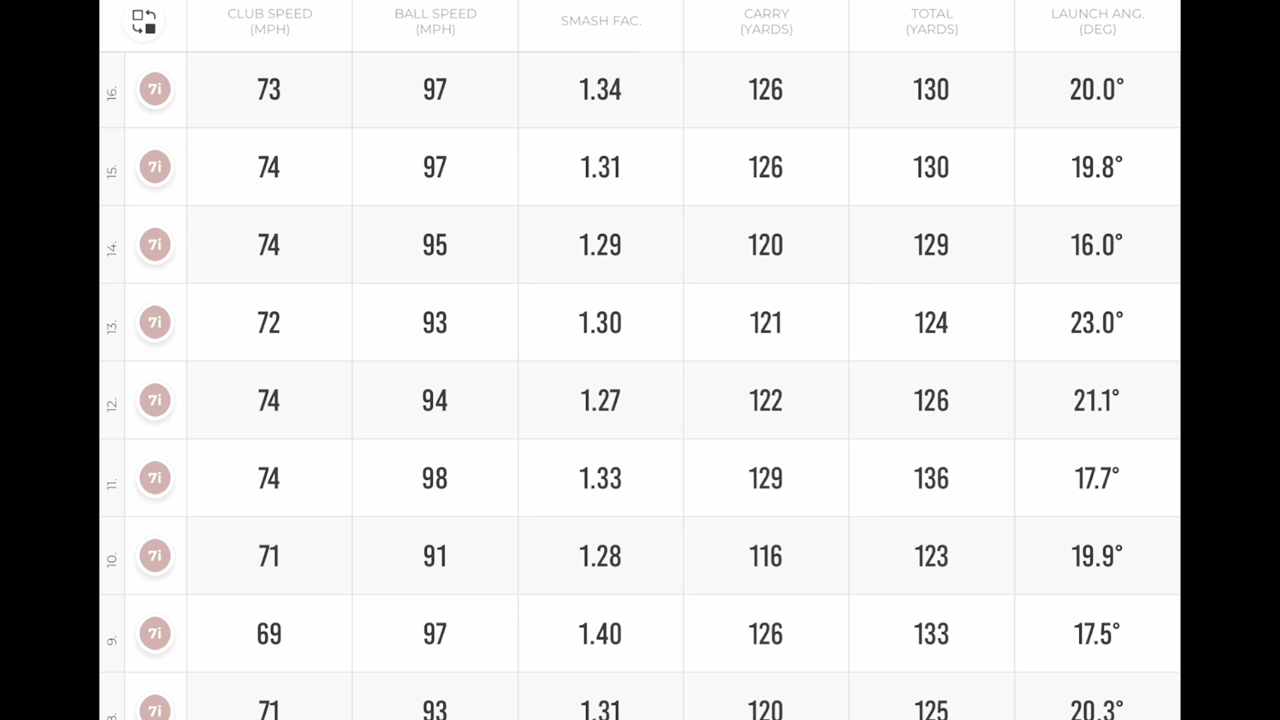 CLUB SPEED (MPH) BALL SPEED (MPH) SMASH FAC. CARRY (YARDS) TOTAL (YARDS) LAUNCH ANG. (DEG)
16. 7i 73 97 1.34 126 130 20.0°
15. 7i 74 97 1.31 126 130 19.8°
14. 7i 74 95 1.29 120 129 16.0°
13. 7i 72 93 1.30 121 124 23.0°
12. 7i 74 94 1.27 122 126 21.1°
11. 7i 74 98 1.33 129 136 17.7°
10. 7i 71 91 1.28 116 123 19.9°
9. 7i 69 97 1.40 126 133 17.5°
8. 7i 71 93 1.31 120 125 20.3°